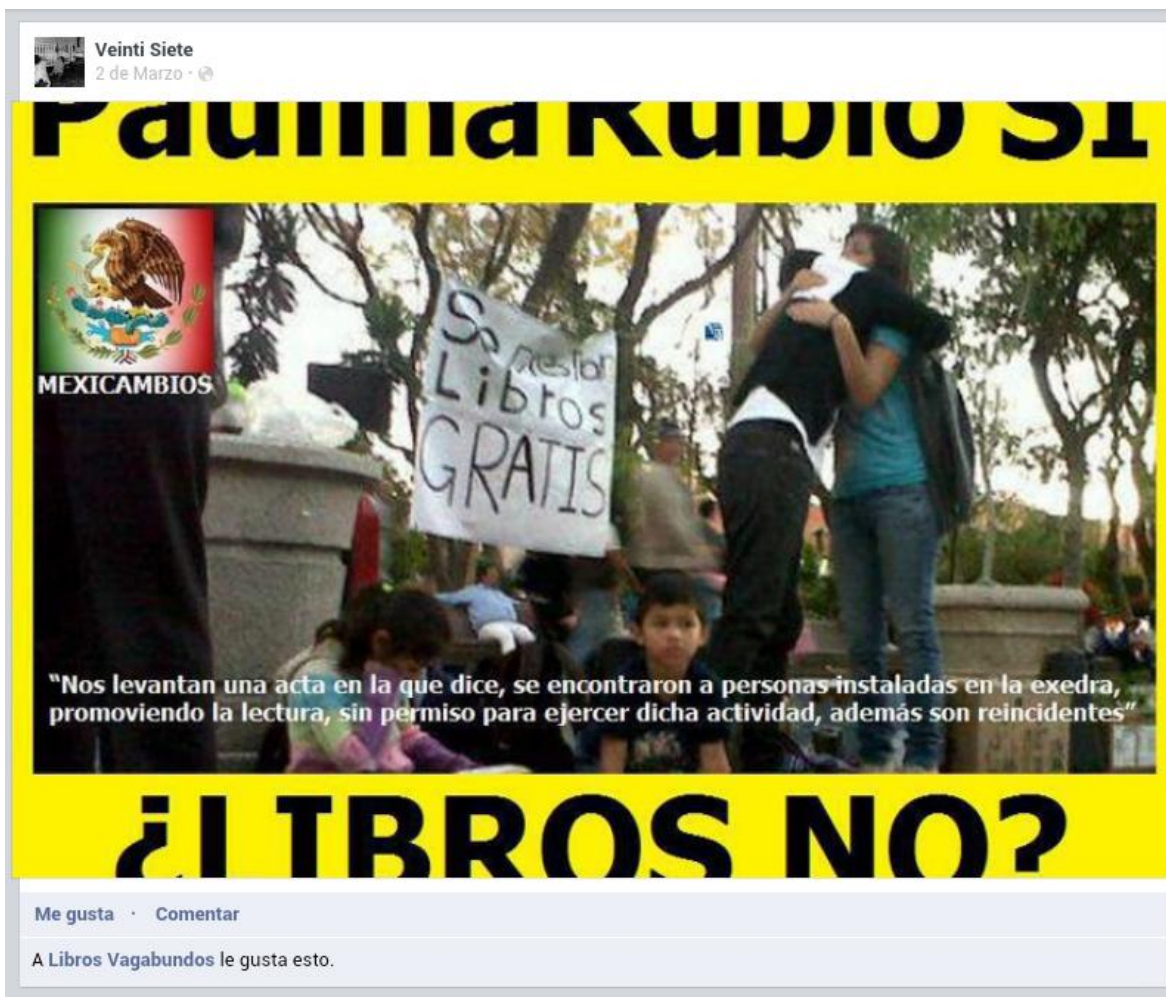 Veinti Siete
2 de Marzo ·
Paulina Rubio SI
MEXICAMBIOS
Se
Libros
GRATIS
"Nos levantan una acta en la que dice, se encontraron a personas instaladas en la exedra,
promoviendo la lectura, sin permiso para ejercer dicha actividad, además son reincidentes"
¿LIBROS NO?
Me gusta · Comentar
A Libros Vagabundos le gusta esto.